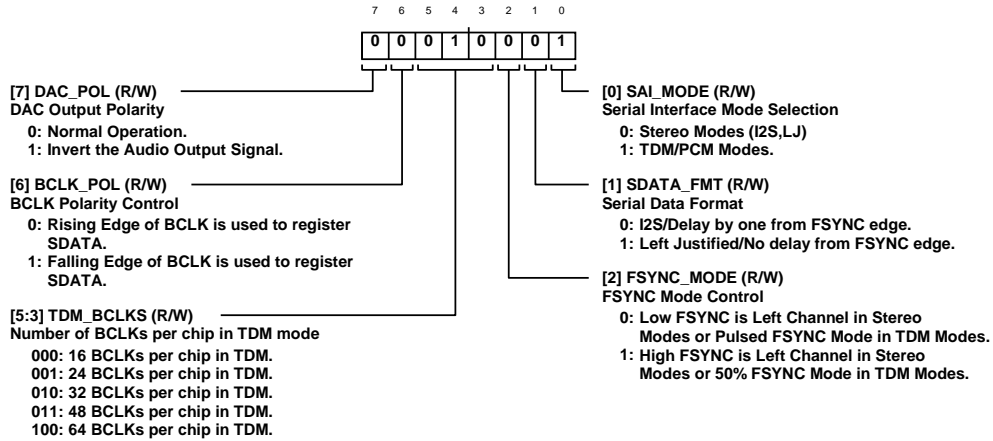 7 6 5 4 3 2 1 0
0 0 0 1 0 0 0 1
[7] DAC_POL (R/W)
DAC Output Polarity
0: Normal Operation.
1: Invert the Audio Output Signal.
[6] BCLK_POL (R/W)
BCLK Polarity Control
0: Rising Edge of BCLK is used to register
SDATA.
1: Falling Edge of BCLK is used to register
SDATA.
[5:3] TDM_BCLKS (R/W)
Number of BCLKs per chip in TDM mode
000: 16 BCLKs per chip in TDM.
001: 24 BCLKs per chip in TDM.
010: 32 BCLKs per chip in TDM.
011: 48 BCLKs per chip in TDM.
100: 64 BCLKs per chip in TDM.
[0] SAI_MODE (R/W)
Serial Interface Mode Selection
0: Stereo Modes (I2S,LJ)
1: TDM/PCM Modes.
[1] SDATA_FMT (R/W)
Serial Data Format
0: I2S/Delay by one from FSYNC edge.
1: Left Justified/No delay from FSYNC edge.
[2] FSYNC_MODE (R/W)
FSYNC Mode Control
0: Low FSYNC is Left Channel in Stereo
Modes or Pulsed FSYNC Mode in TDM Modes.
1: High FSYNC is Left Channel in Stereo
Modes or 50% FSYNC Mode in TDM Modes.